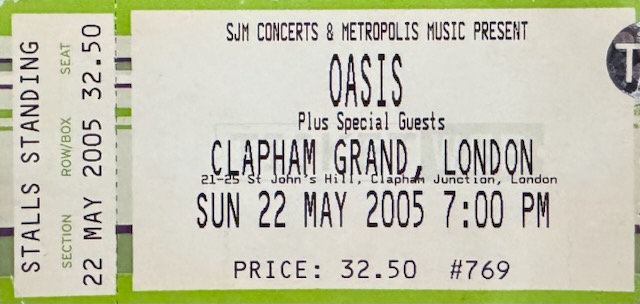 STALLS STANDING
SECTION ROW/BOX SEAT
22 MAY 2005 32.50
SJM CONCERTS & METROPOLIS MUSIC PRESENT
OASIS
Plus Special Guests
CLAPHAM GRAND, LONDON
21-25 St John's Hill, Clapham Junction, London
SUN 22 MAY 2005 7:00 PM
PRICE: 32.50 #769
T